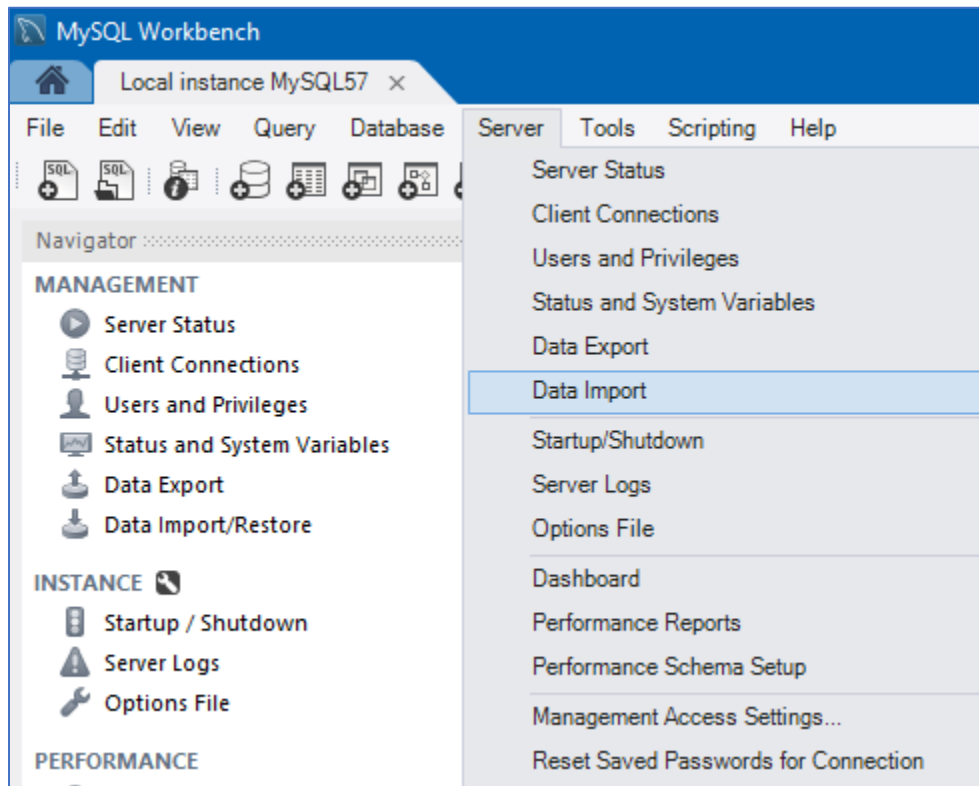 MySQL Workbench
Local instance MySQL57 ×
File Edit View Query Database Server Tools Scripting Help
SQL SQL
Navigator
MANAGEMENT
Server Status
Client Connections
Users and Privileges
Status and System Variables
Data Export
Data Import/Restore
INSTANCE
Startup / Shutdown
Server Logs
Options File
PERFORMANCE
Server Status
Client Connections
Users and Privileges
Status and System Variables
Data Export
Data Import
Startup/Shutdown
Server Logs
Options File
Dashboard
Performance Reports
Performance Schema Setup
Management Access Settings...
Reset Saved Passwords for Connection